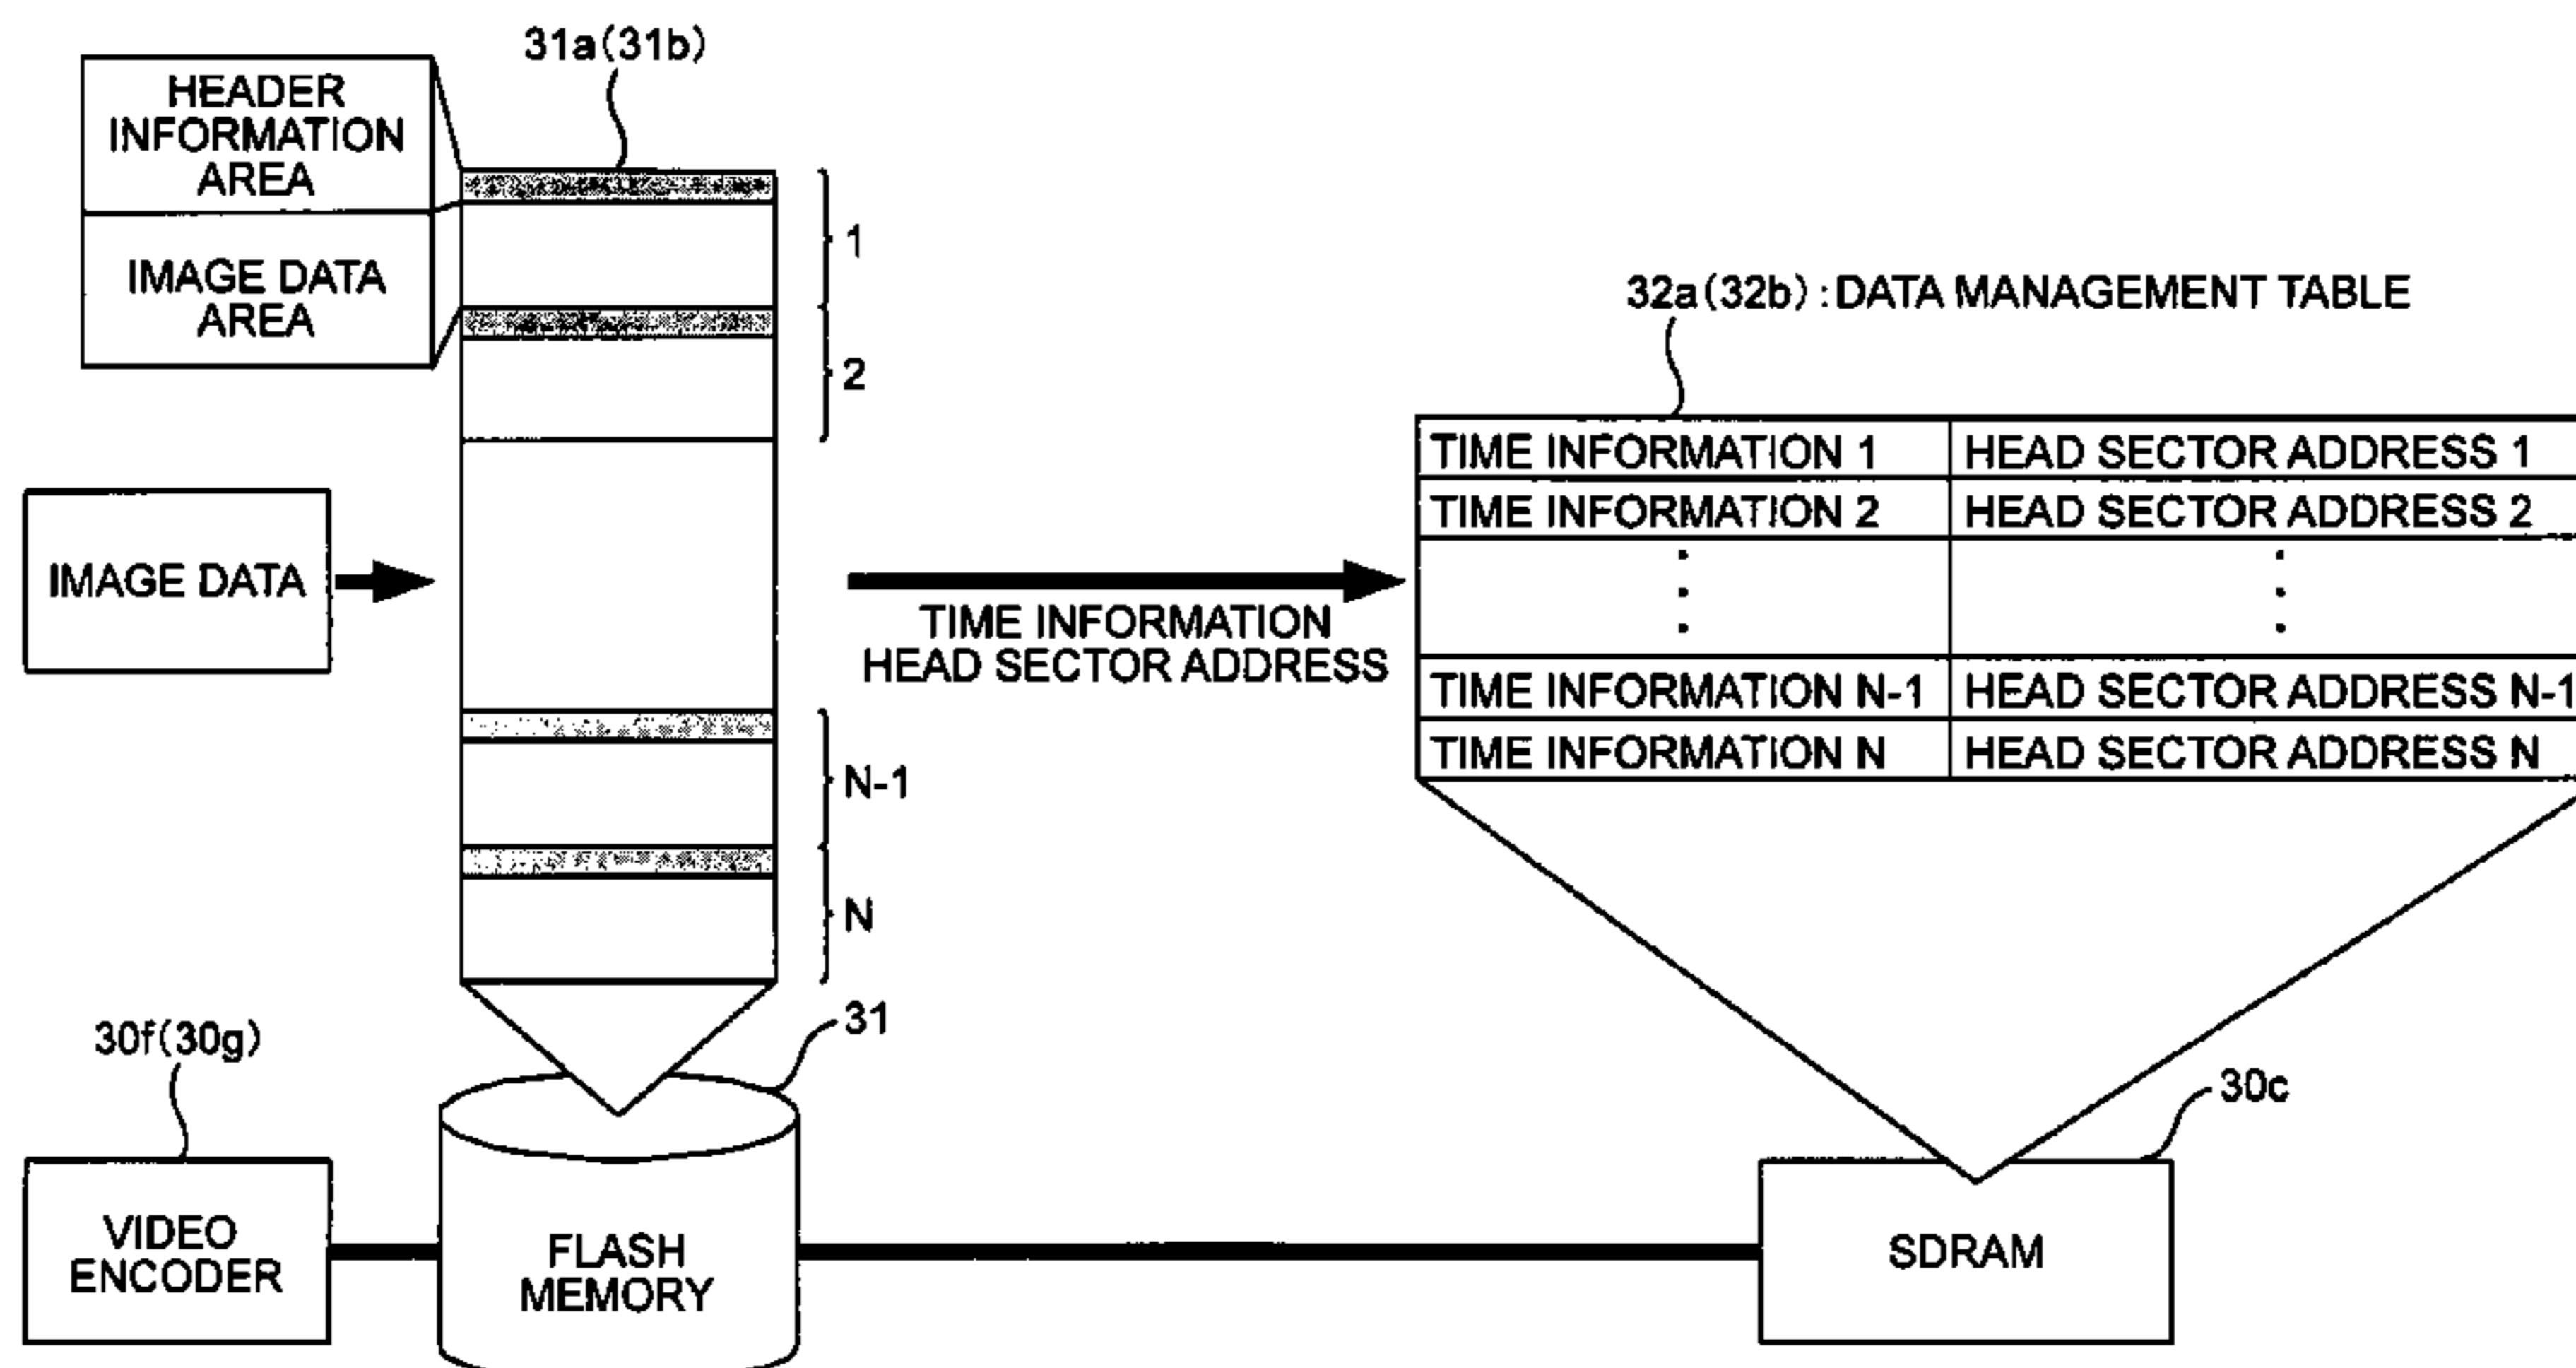 31a(31b)
HEADER
INFORMATION
AREA
IMAGE DATA
AREA
1
2
32a(32b):DATA MANAGEMENT TABLE
TIME INFORMATION 1 HEAD SECTOR ADDRESS 1
TIME INFORMATION 2 HEAD SECTOR ADDRESS 2
TIME INFORMATION N-1 HEAD SECTOR ADDRESS N-1
TIME INFORMATION N HEAD SECTOR ADDRESS N
IMAGE DATA
TIME INFORMATION
HEAD SECTOR ADDRESS
N-1
N
30f(30g)
31
30c
VIDEO
ENCODER
FLASH
MEMORY
SDRAM